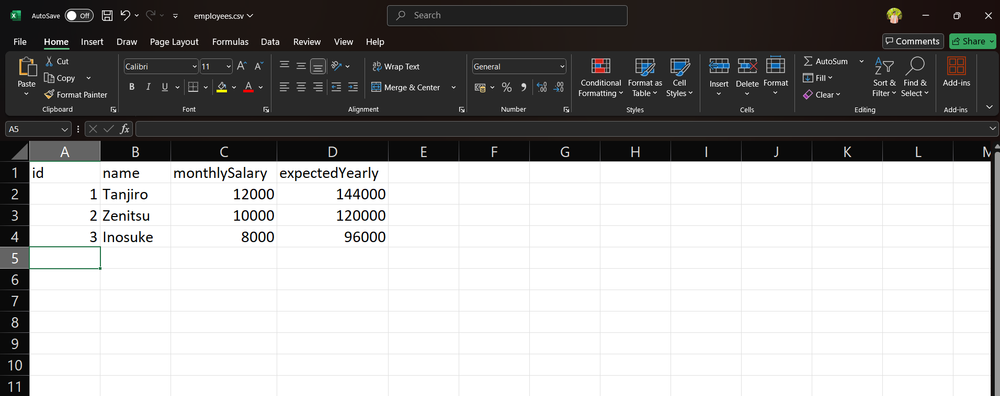 AutoSave Off employees.csv Search
File Home Insert Draw Page Layout Formulas Data Review View Help Comments Share
Paste
Cut
Copy
Format Painter
Clipboard
Calibri 11
B I U A
Font
Wrap Text
Merge & Center
Alignment
General
% 9 .00 .00
Number
Conditional Formatting
Format as Table
Cell Styles
Styles
Insert Delete Format
Cells
AutoSum
Fill
Clear
Sort & Filter
Find & Select
Editing
Add-ins
Add-ins
A5 fx
A B C D E F G H I J K L M
1 id name monthlySalary expectedYearly
2 1 Tanjiro 12000 144000
3 2 Zenitsu 10000 120000
4 3 Inosuke 8000 96000
5
6
7
8
9
10
11